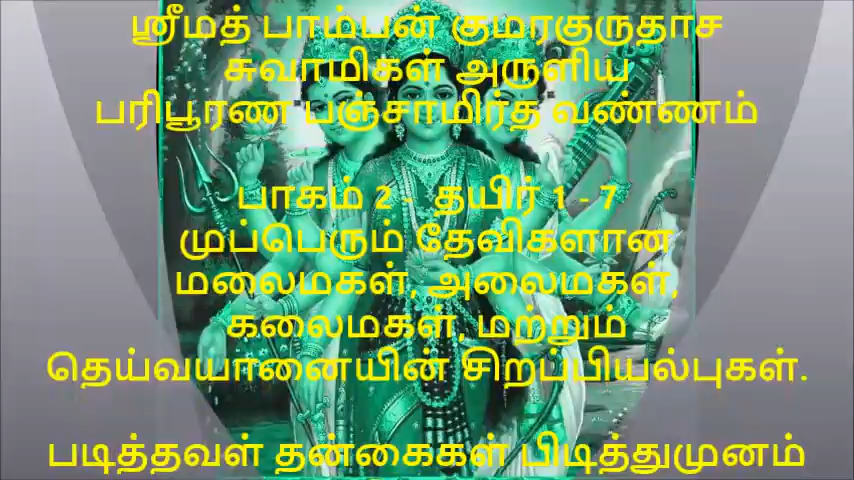 ஸ்ரீமத் பாம்பன் குமரகுருதாச
சுவாமிகள் அருளிய
பரிபூரண பஞ்சாமிர்த வண்ணம்
பாகம் 2 - தயிர் 1 - 7
முப்பெரும் தேவிகளான
மலைமகள், அலைமகள்,
கலைமகள், மற்றும்
தெய்வயானையின் சிறப்பியல்புகள்.
படித்தவள் தன்கைகள் பிடித்துமுனம்